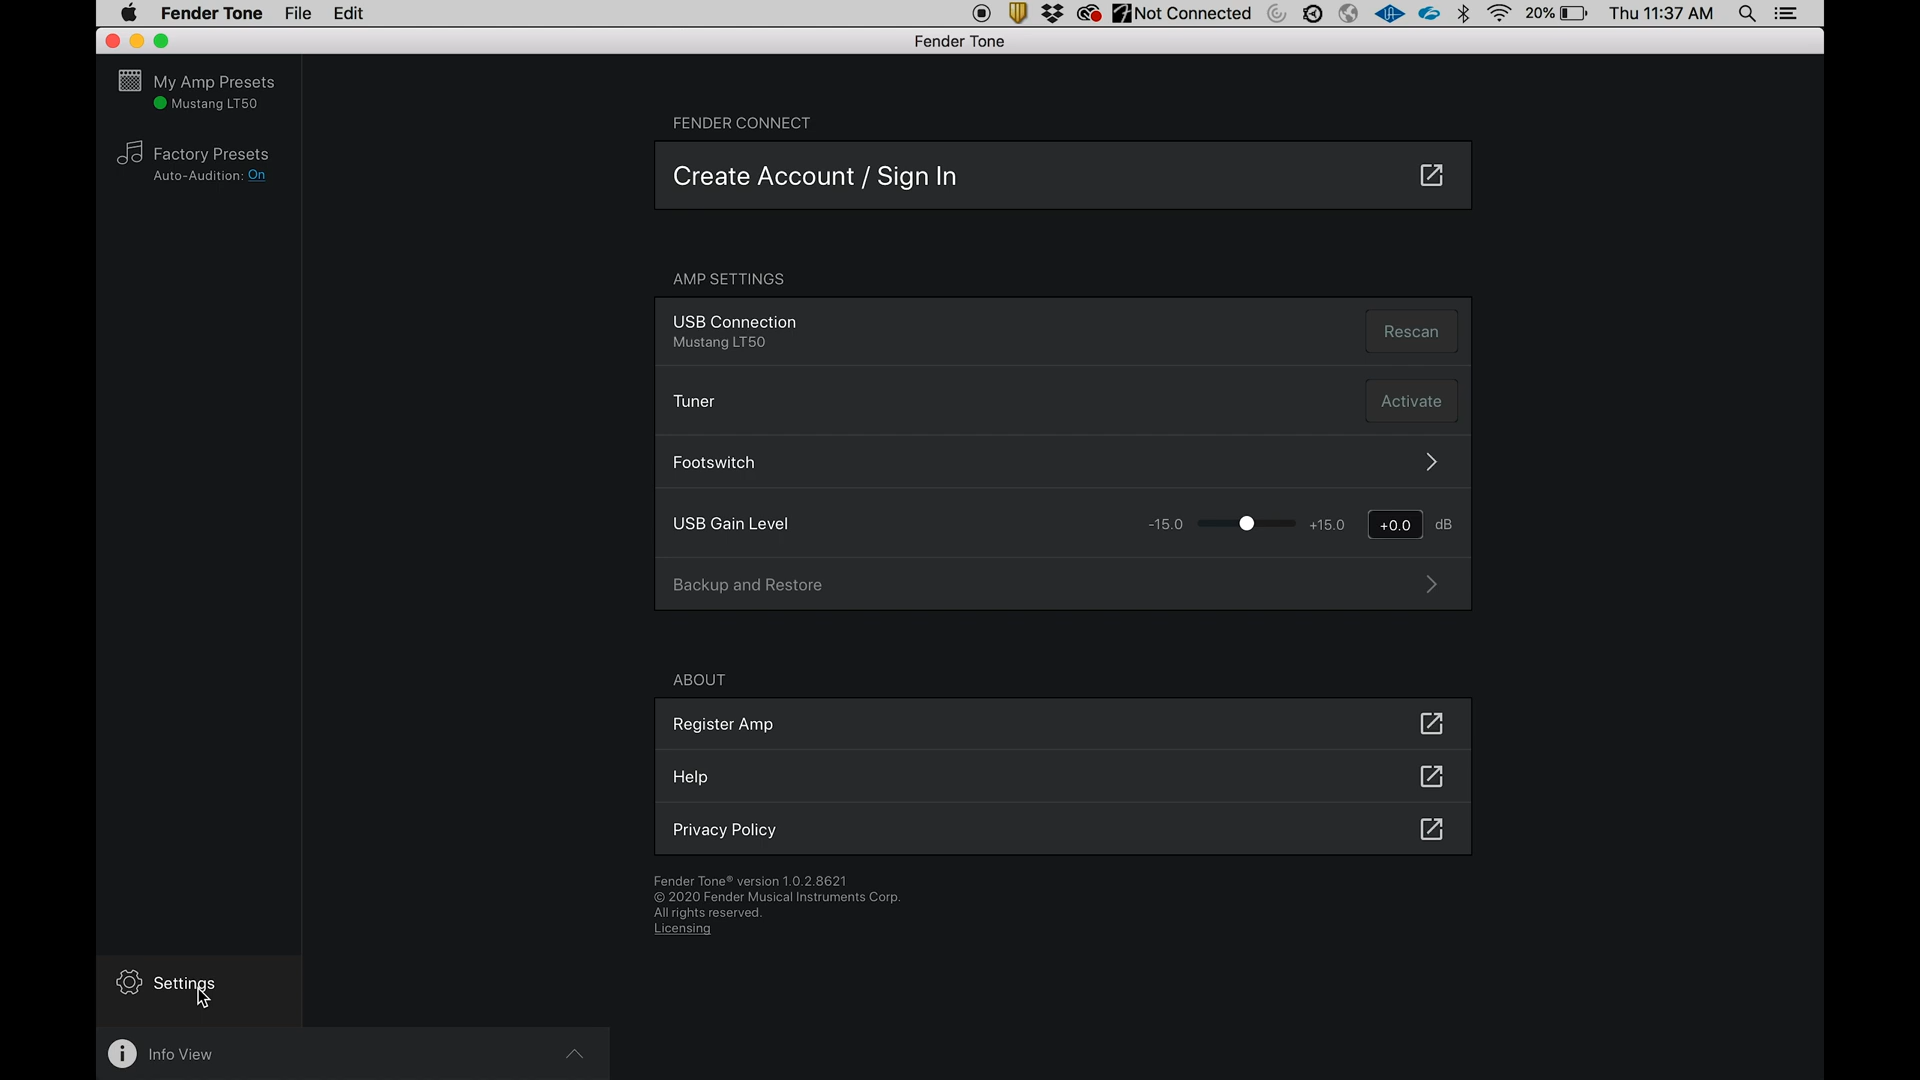 Fender Tone File Edit Not Connected 20% Thu 11:37 AM
Fender Tone
My Amp Presets
Mustang LT50
Factory Presets
Auto-Audition: On
FENDER CONNECT
Create Account / Sign In
AMP SETTINGS
USB Connection
Mustang LT50
Rescan
Tuner
Activate
Footswitch
USB Gain Level
-15.0 +15.0 +0.0 dB
Backup and Restore
ABOUT
Register Amp
Help
Privacy Policy
Fender Tone® version 1.0.2.8621
© 2020 Fender Musical Instruments Corp.
All rights reserved.
Licensing
Settings
Info View